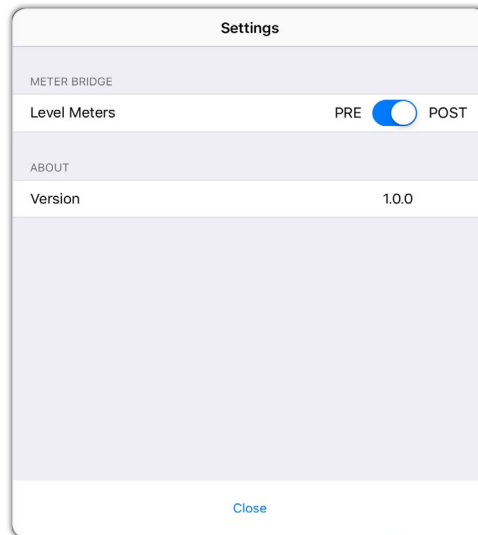 Settings
METER BRIDGE
Level Meters PRE POST
ABOUT
Version 1.0.0
Close